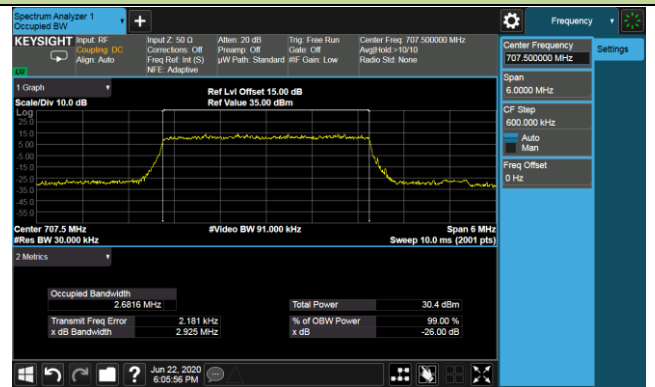 Spectrum Analyzer 1
Occupied BW
+
Frequency
KEYSIGHT
Input: RF
Coupling: DC
Align: Auto
Input Z: 50 Ω
Corrections: Off
Freq Ref: Int (S)
NFE: Adaptive
Atten: 20 dB
Preamp: Off
µW Path: Standard
Trig: Free Run
Gate: Off
#IF Gain: Low
Center Freq: 707.500000 MHz
Avg|Hold:>10/10
Radio Std: None
Center Frequency
707.500000 MHz
Settings
Span
6.0000 MHz
CF Step
600.000 kHz
Auto
Man
Freq Offset
0 Hz
1 Graph
Scale/Div 10.0 dB
Ref Lvl Offset 15.00 dB
Ref Value 35.00 dBm
Log
25.0
15.0
5.00
-5.00
-15.0
-25.0
-35.0
-45.0
-55.0
Center 707.5 MHz
#Res BW 30.000 kHz
#Video BW 91.000 kHz
Span 6 MHz
Sweep 10.0 ms (2001 pts)
2 Metrics
Occupied Bandwidth
2.6816 MHz
Total Power 30.4 dBm
Transmit Freq Error 2.181 kHz
% of OBW Power 99.00 %
x dB Bandwidth 2.925 MHz
x dB -26.00 dB
?
Jun 22, 2020
6:05:56 PM